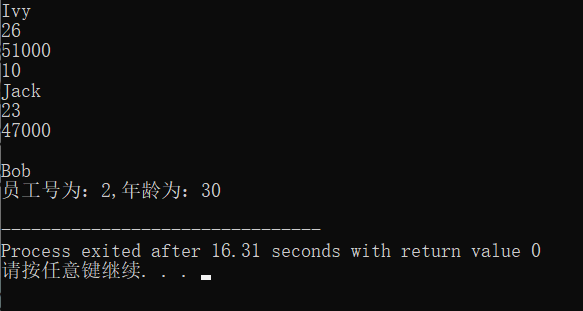 Ivy
26
51000
10
Jack
23
47000
Bob
员工号为: 2,年龄为: 30
--------------------------------
Process exited after 16.31 seconds with return value 0
请按任意键继续. . .